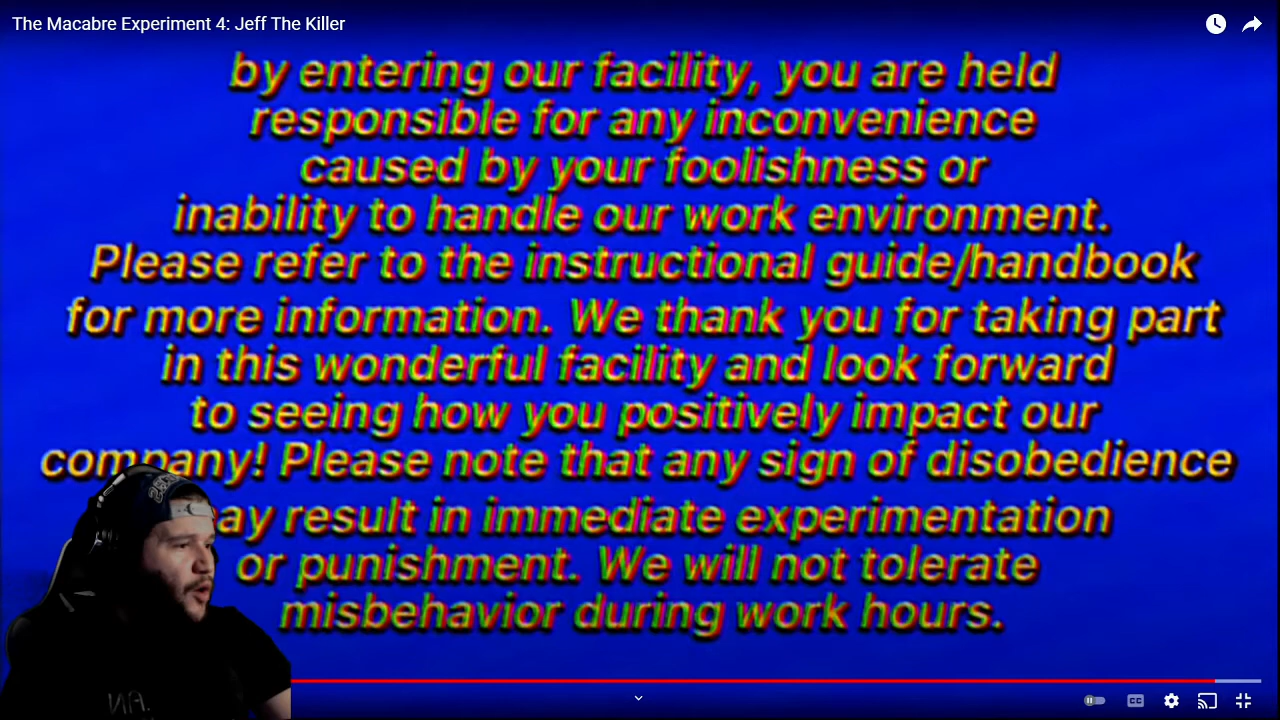 The Macabre Experiment 4: Jeff The Killer
by entering our facility, you are held
responsible for any inconvenience
caused by your foolishness or
inability to handle our work environment.
Please refer to the instructional guide/handbook
for more information. We thank you for taking part
in this wonderful facility and look forward
to seeing how you positively impact our
company! Please note that any sign of disobedience
ay result in immediate experimentation
or punishment. We will not tolerate
misbehavior during work hours.
CC